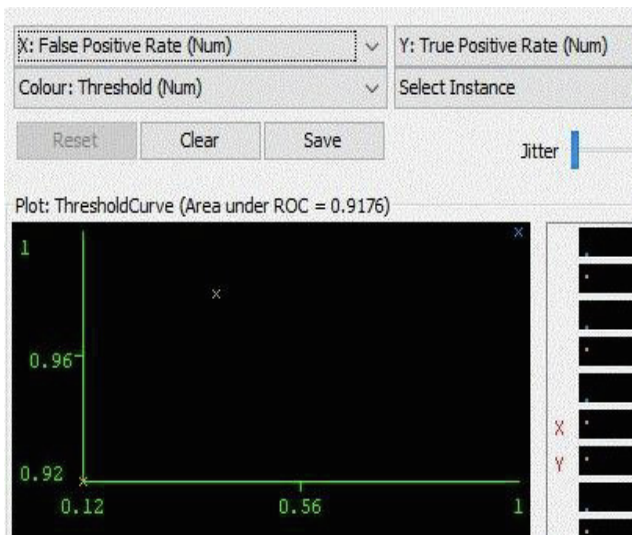 X: False Positive Rate (Num) Y: True Positive Rate (Num)
Colour: Threshold (Num) Select Instance
Reset Clear Save Jitter
Plot: ThresholdCurve (Area under ROC = 0.9176)
1
0.96
0.92
0.12 0.56 1
X
Y